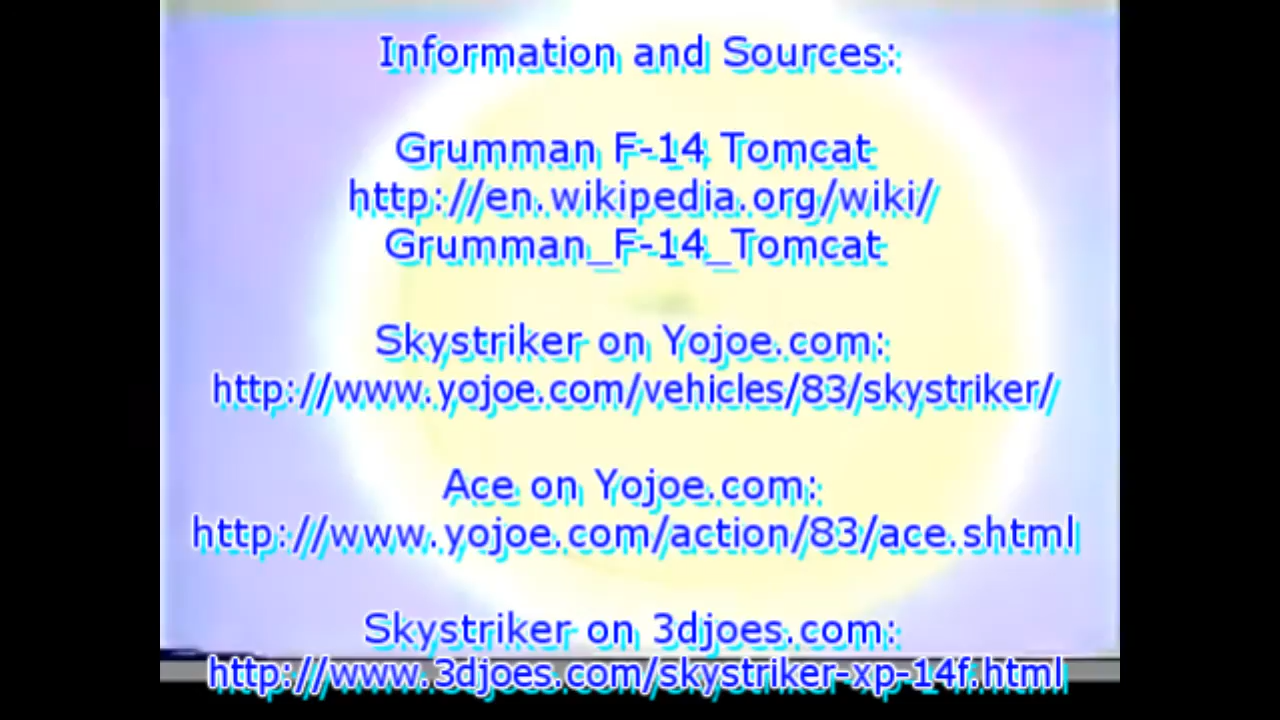 Information and Sources:
Grumman F-14 Tomcat
http://en.wikipedia.org/wiki/
Grumman_F-14_Tomcat
Skystriker on Yojoe.com:
http://www.yojoe.com/vehicles/83/skystriker/
Ace on Yojoe.com:
http://www.yojoe.com/action/83/ace.shtml
Skystriker on 3djoes.com:
http://www.3djoes.com/skystriker-xp-14f.html